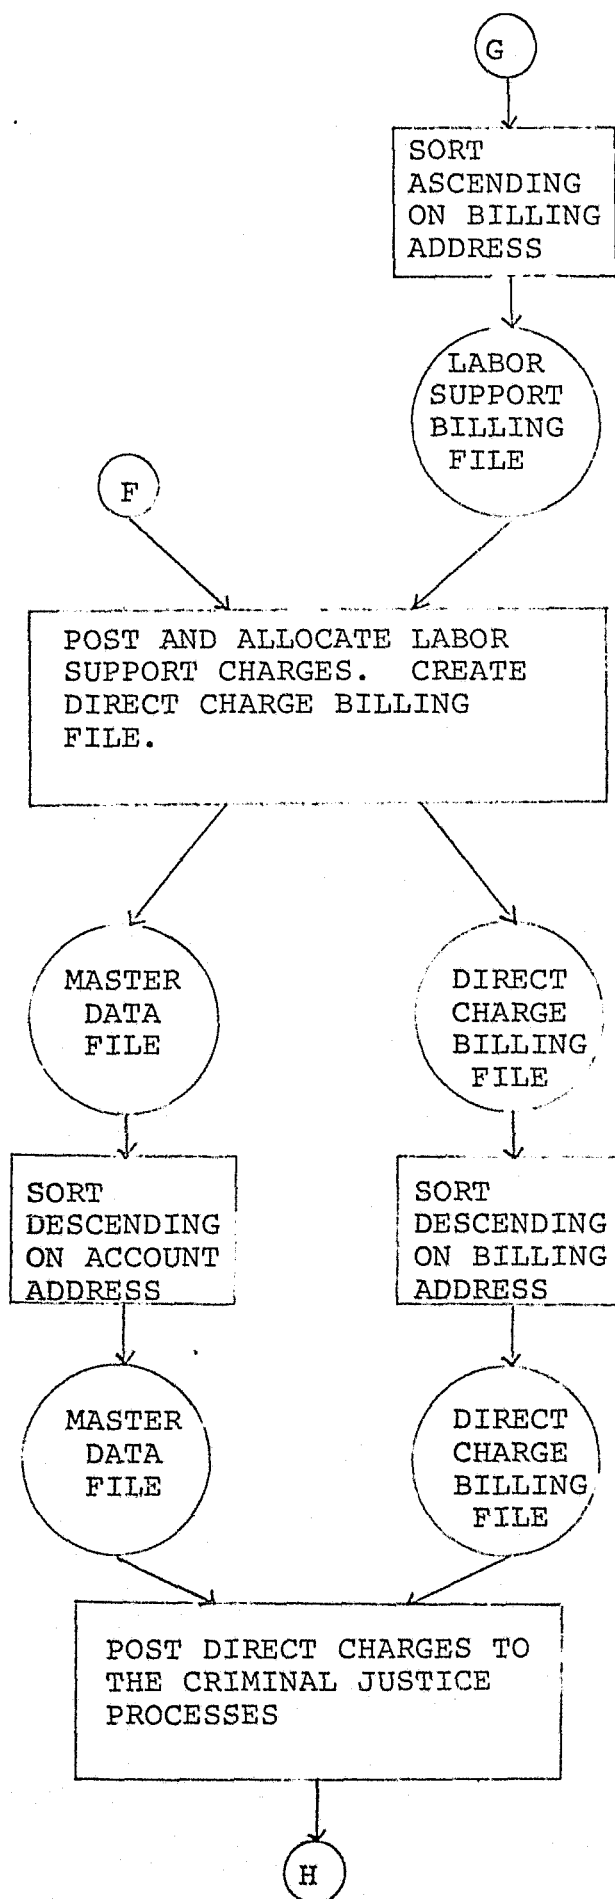 G
SORT
ASCENDING
ON BILLING
ADDRESS
LABOR
SUPPORT
BILLING
FILE
F
POST AND ALLOCATE LABOR
SUPPORT CHARGES. CREATE
DIRECT CHARGE BILLING
FILE.
MASTER
DATA
FILE
DIRECT
CHARGE
BILLING
FILE
SORT
DESCENDING
ON ACCOUNT
ADDRESS
SORT
DESCENDING
ON BILLING
ADDRESS
MASTER
DATA
FILE
DIRECT
CHARGE
BILLING
FILE
POST DIRECT CHARGES TO
THE CRIMINAL JUSTICE
PROCESSES
H